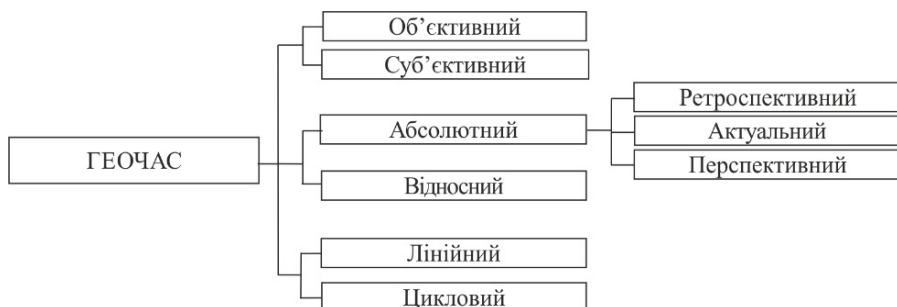 ГЕОЧАС
Об’єктивний
Суб’єктивний
Абсолютний
Відносний
Лінійний
Цикловий
Ретроспективний
Актуальний
Перспективний